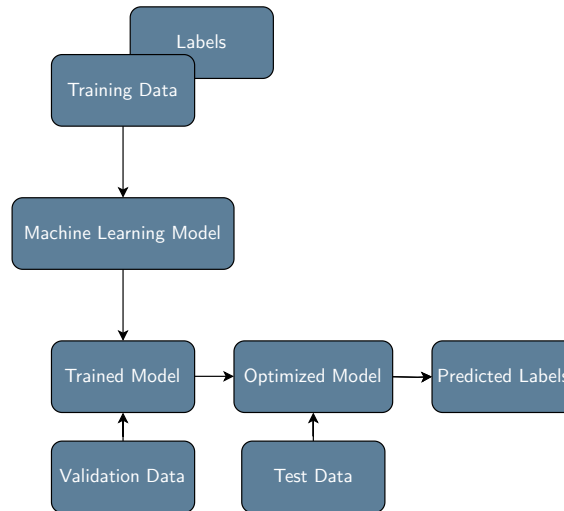 Labels
Training Data
Machine Learning Model
Trained Model
Optimized Model
Predicted Labels
Validation Data
Test Data